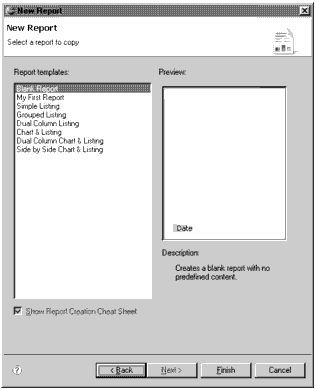 New Report
New Report
Select a report to copy
Report templates:
Preview:
Blank Report
My First Report
Simple Listing
Grouped Listing
Dual Column Listing
Chart & Listing
Dual Column Chart & Listing
Side by Side Chart & Listing
Date
Description:
Creates a blank report with no
predefined content.
Show Report Creation Cheat Sheet
?
< Back
Next >
Finish
Cancel